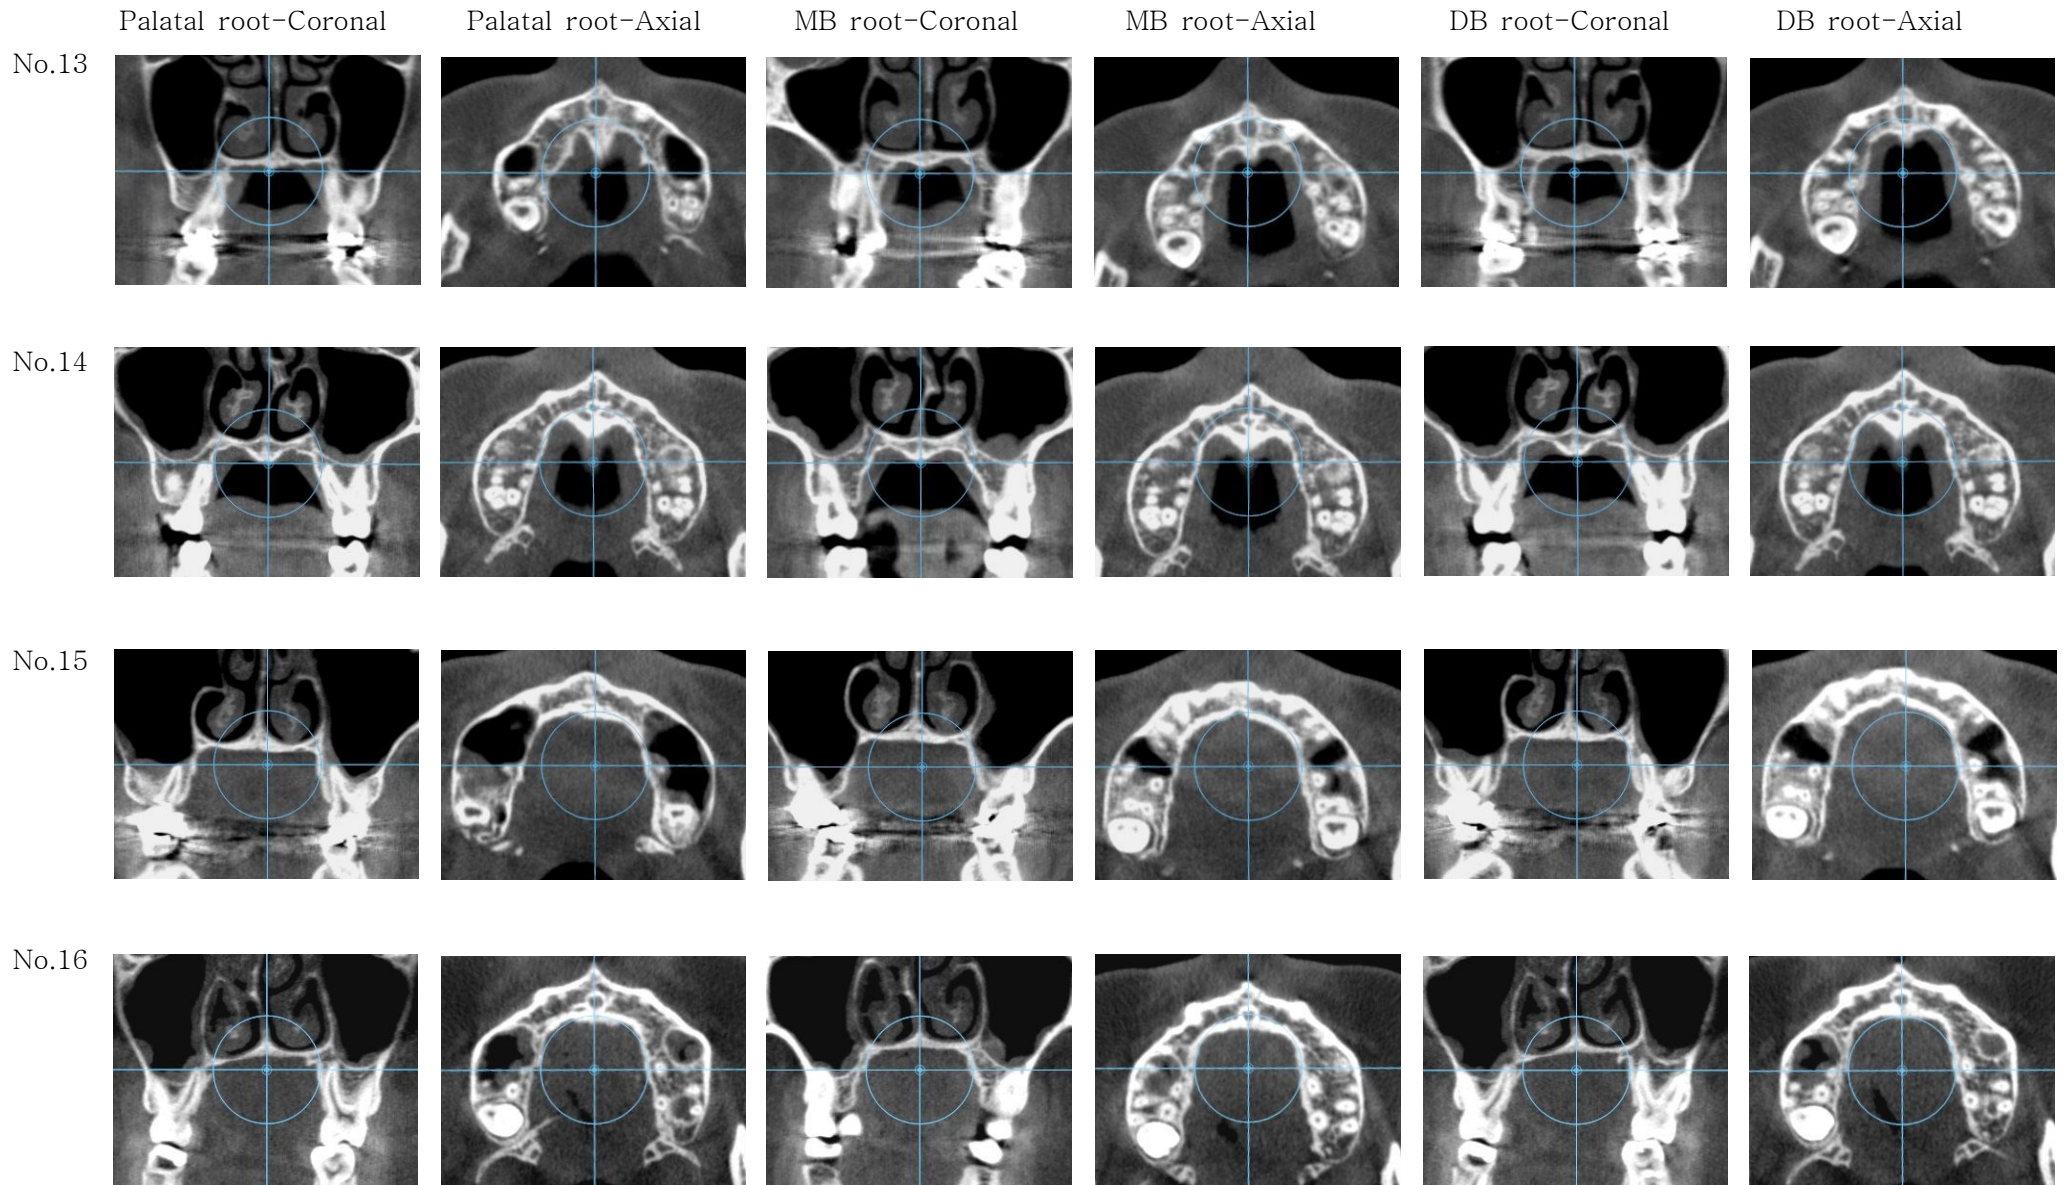 Palatal root-Coronal Palatal root-Axial MB root-Coronal MB root-Axial DB root-Coronal DB root-Axial
No.13
No.14
No.15
No.16